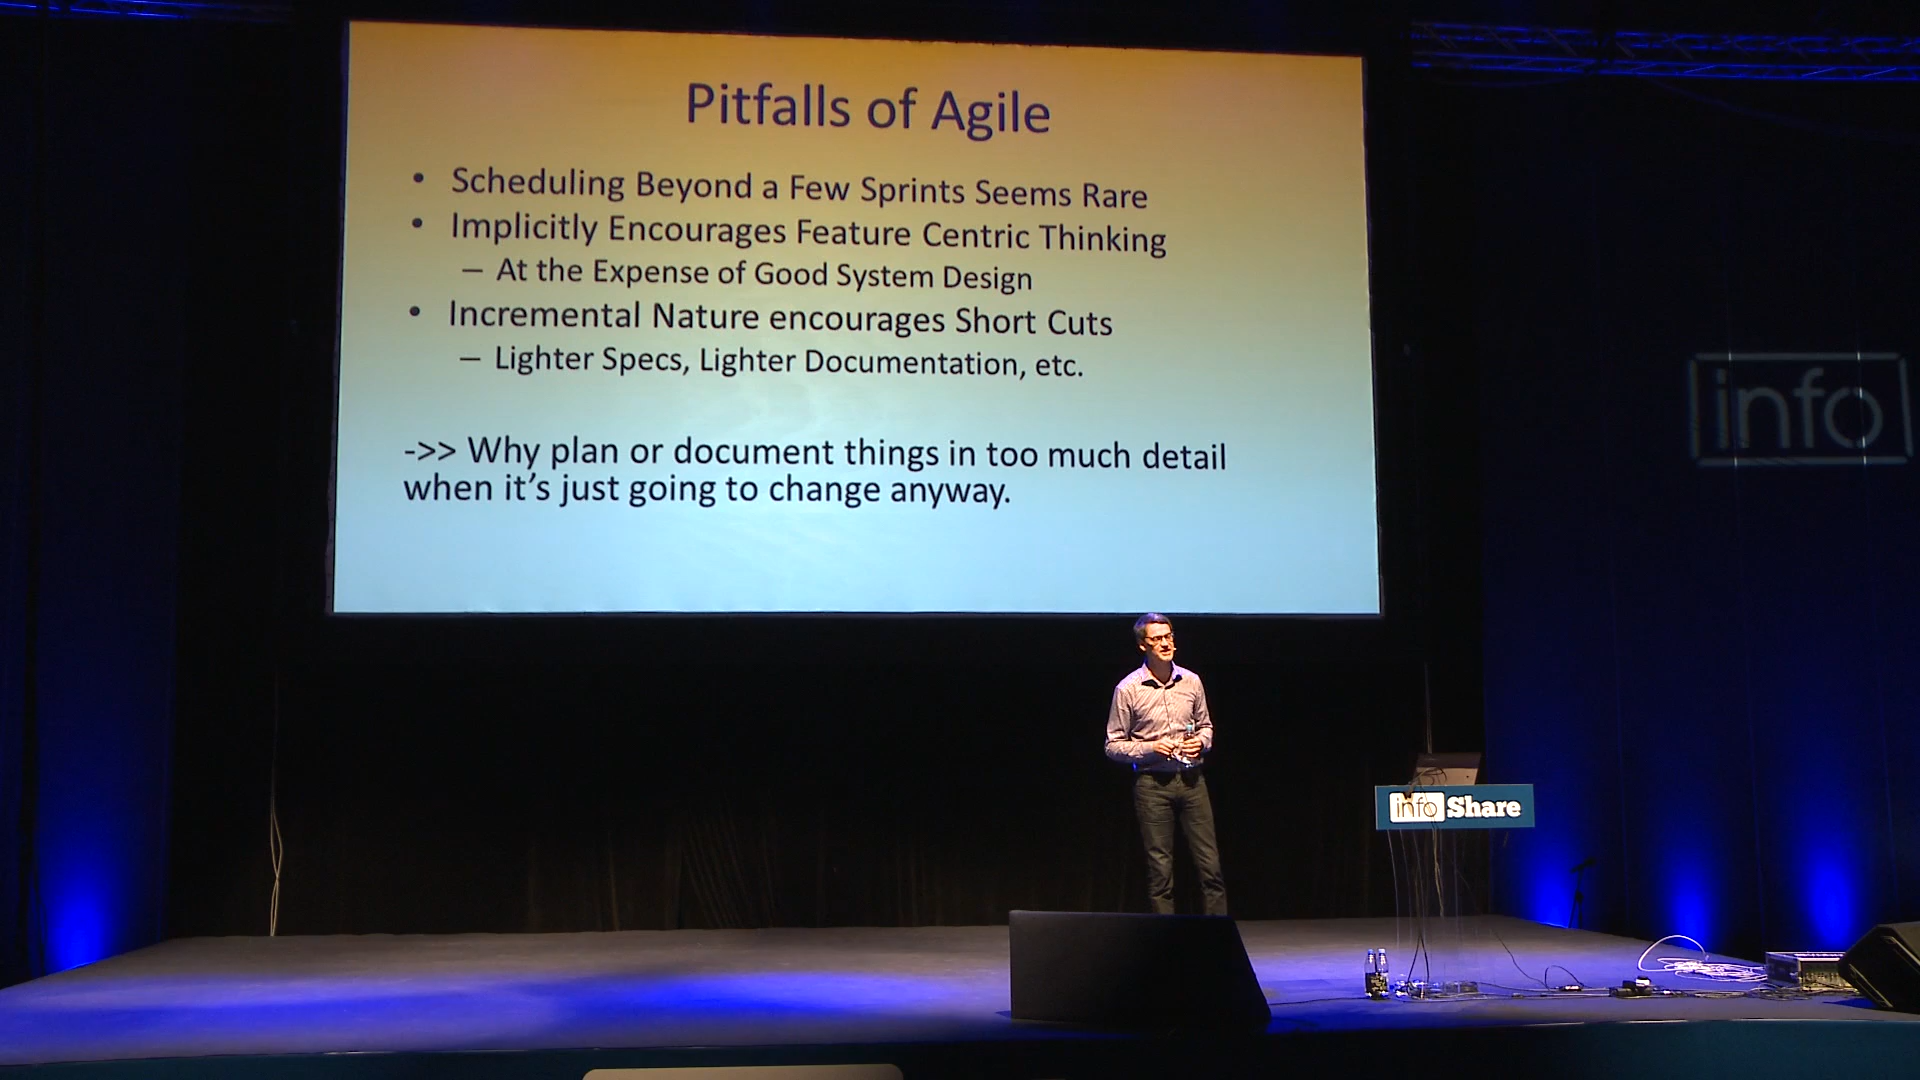 Pitfalls of Agile
• Scheduling Beyond a Few Sprints Seems Rare
• Implicitly Encourages Feature Centric Thinking
– At the Expense of Good System Design
• Incremental Nature encourages Short Cuts
– Lighter Specs, Lighter Documentation, etc.
->> Why plan or document things in too much detail
when it's just going to change anyway.
info
info Share